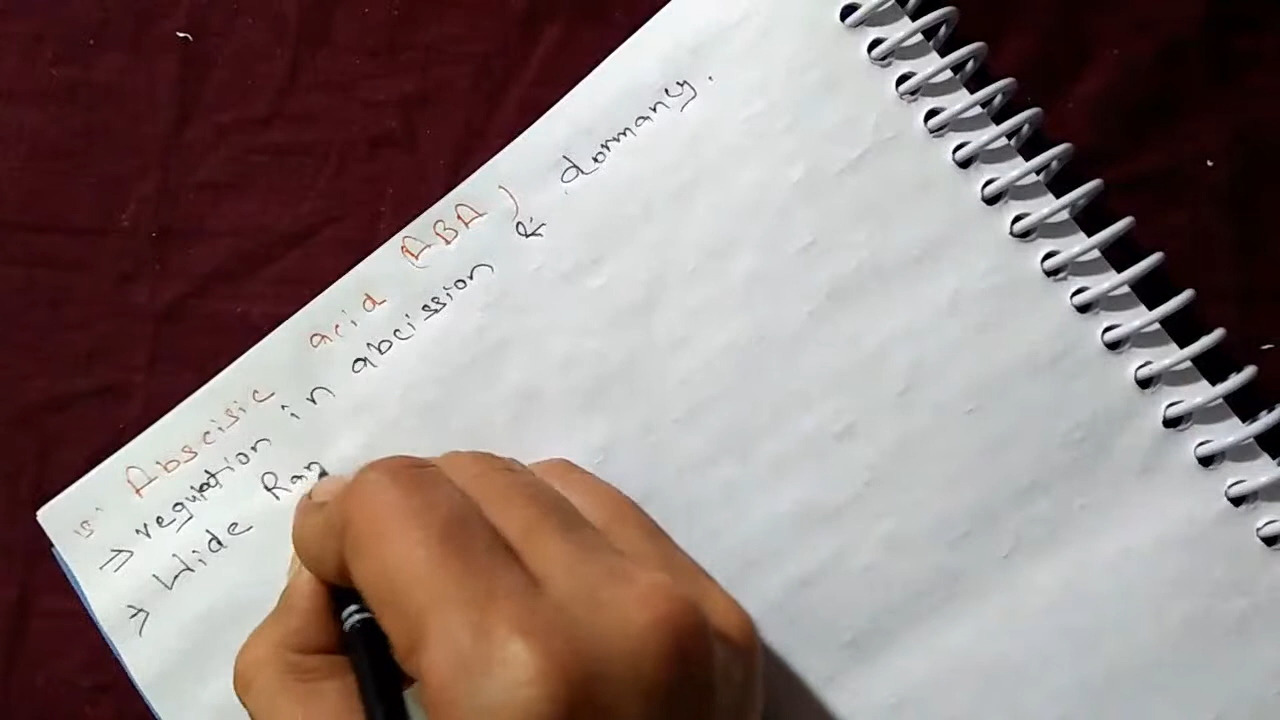 Abscisic acid (ABA)
⇒ regulation in abcission & dormancy.
⇒ Wide Ran